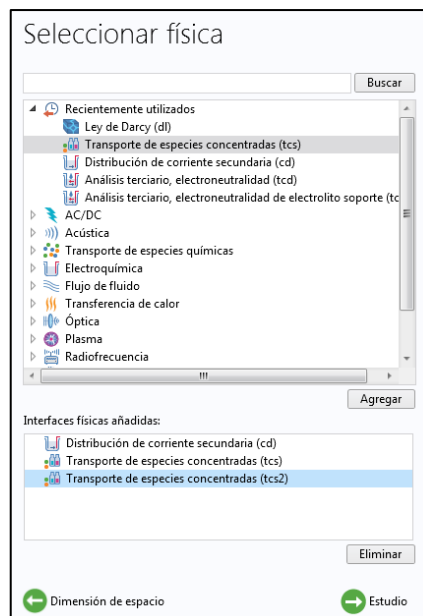 Seleccionar física
Buscar
Recientemente utilizados
Ley de Darcy (dl)
Transporte de especies concentradas (tcs)
Distribución de corriente secundaria (cd)
Análisis terciario, electroneutralidad (tcd)
Análisis terciario, electroneutralidad de electrolito soporte (tc
AC/DC
Acústica
Transporte de especies químicas
Electroquímica
Flujo de fluido
Transferencia de calor
Óptica
Plasma
Radiofrecuencia
Agregar
Interfaces físicas añadidas:
Distribución de corriente secundaria (cd)
Transporte de especies concentradas (tcs)
Transporte de especies concentradas (tcs2)
Eliminar
Dimensión de espacio
Estudio